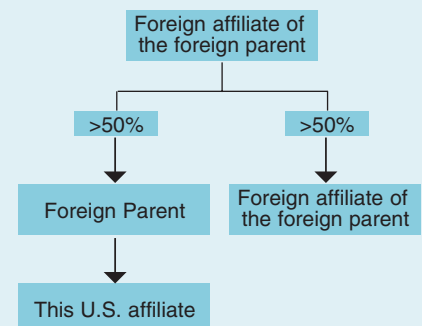 Foreign affiliate of
the foreign parent
>50%
>50%
Foreign Parent
Foreign affiliate of
the foreign parent
This U.S. affiliate